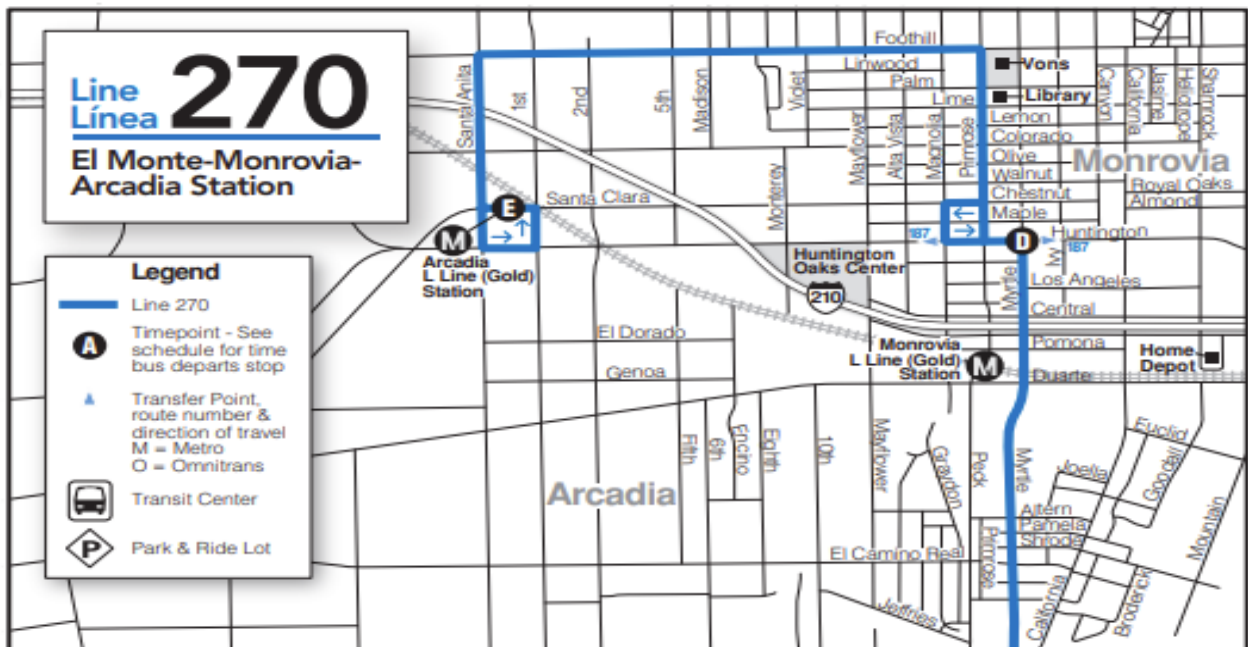 Line
Línea
270
El Monte-Monrovia-
Arcadia Station
Legend
Line 270
A
Timepoint - See
schedule for time
bus departs stop
Transfer Point,
route number &
direction of travel
M = Metro
O = Omnitrans
Transit Center
P
Park & Ride Lot
Foothill
Linwood
Palm
Lime
Vons
Library
Lemon
Colorado
Olive
Walnut
Chestnut
Maple
Huntington
Monrovia
Royal Oaks
Almond
Canyon
California
Jasmine
Heliotrope
Shamrock
Santa Anita
1st
2nd
5th
Madison
Violet
Monterey
Mayflower
Alta Vista
Magnolia
Primrose
Santa Clara
E
M
Arcadia
L Line (Gold)
Station
187
D
187
Ivy
Myrtle
Los Angeles
Central
Huntington
Oaks Center
210
El Dorado
Genoa
Monrovia
L Line (Gold)
Station
M
Pomona
Duarte
Home
Depot
Fifth
6th
Encino
Eighth
10th
Mayflower
Graydon
Peck
Myrtle
Euclid
Joella
Goodall
Mountain
Arcadia
Altern
Pamela
Shrode
El Camino Real
Primrose
Jeffries
California
Broderick